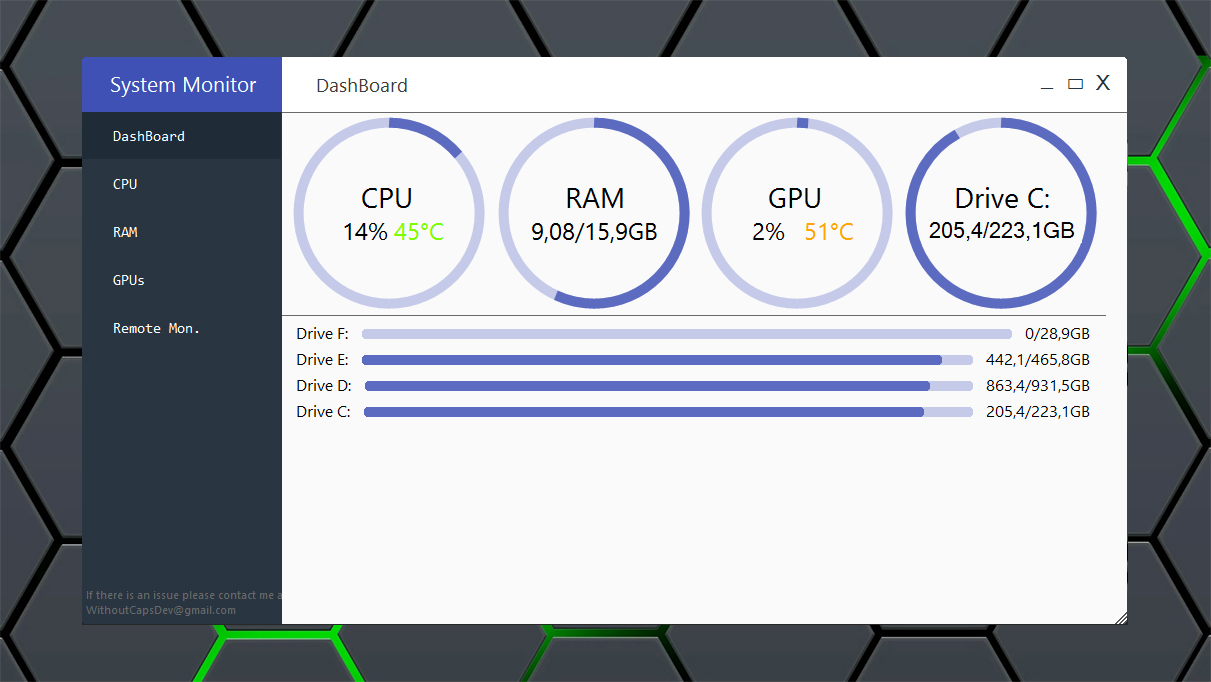 System Monitor
DashBoard
_ □ X
DashBoard
CPU
RAM
GPUs
Remote Mon.
If there is an issue please contact me a
WithoutCapsDev@gmail.com
CPU
14% 45°C
RAM
9,08/15,9GB
GPU
2% 51°C
Drive C:
205,4/223,1GB
Drive F: 0/28,9GB
Drive E: 442,1/465,8GB
Drive D: 863,4/931,5GB
Drive C: 205,4/223,1GB